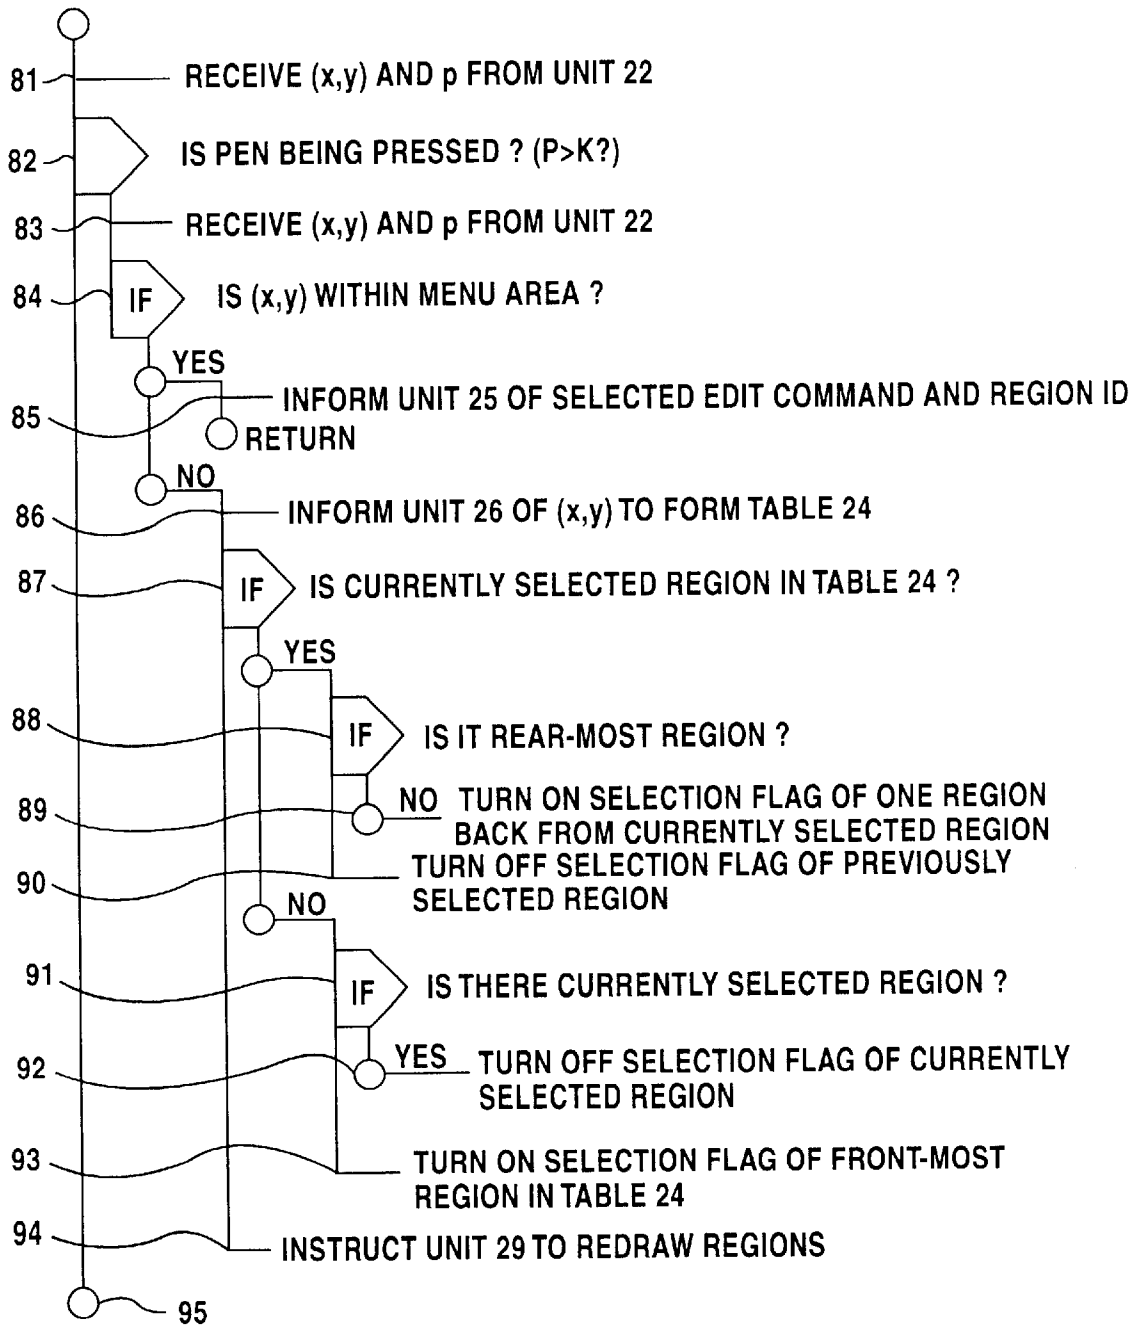 81 RECEIVE (x,y) AND p FROM UNIT 22
82 IS PEN BEING PRESSED ? (P>K?)
83 RECEIVE (x,y) AND p FROM UNIT 22
84 IF IS (x,y) WITHIN MENU AREA ?
YES
85 INFORM UNIT 25 OF SELECTED EDIT COMMAND AND REGION ID
RETURN
NO
86 INFORM UNIT 26 OF (x,y) TO FORM TABLE 24
87 IF IS CURRENTLY SELECTED REGION IN TABLE 24 ?
YES
88 IF IS IT REAR-MOST REGION ?
89 NO TURN ON SELECTION FLAG OF ONE REGION
BACK FROM CURRENTLY SELECTED REGION
90 TURN OFF SELECTION FLAG OF PREVIOUSLY
SELECTED REGION
NO
91 IF IS THERE CURRENTLY SELECTED REGION ?
92 YES TURN OFF SELECTION FLAG OF CURRENTLY
SELECTED REGION
93 TURN ON SELECTION FLAG OF FRONT-MOST
REGION IN TABLE 24
94 INSTRUCT UNIT 29 TO REDRAW REGIONS
95